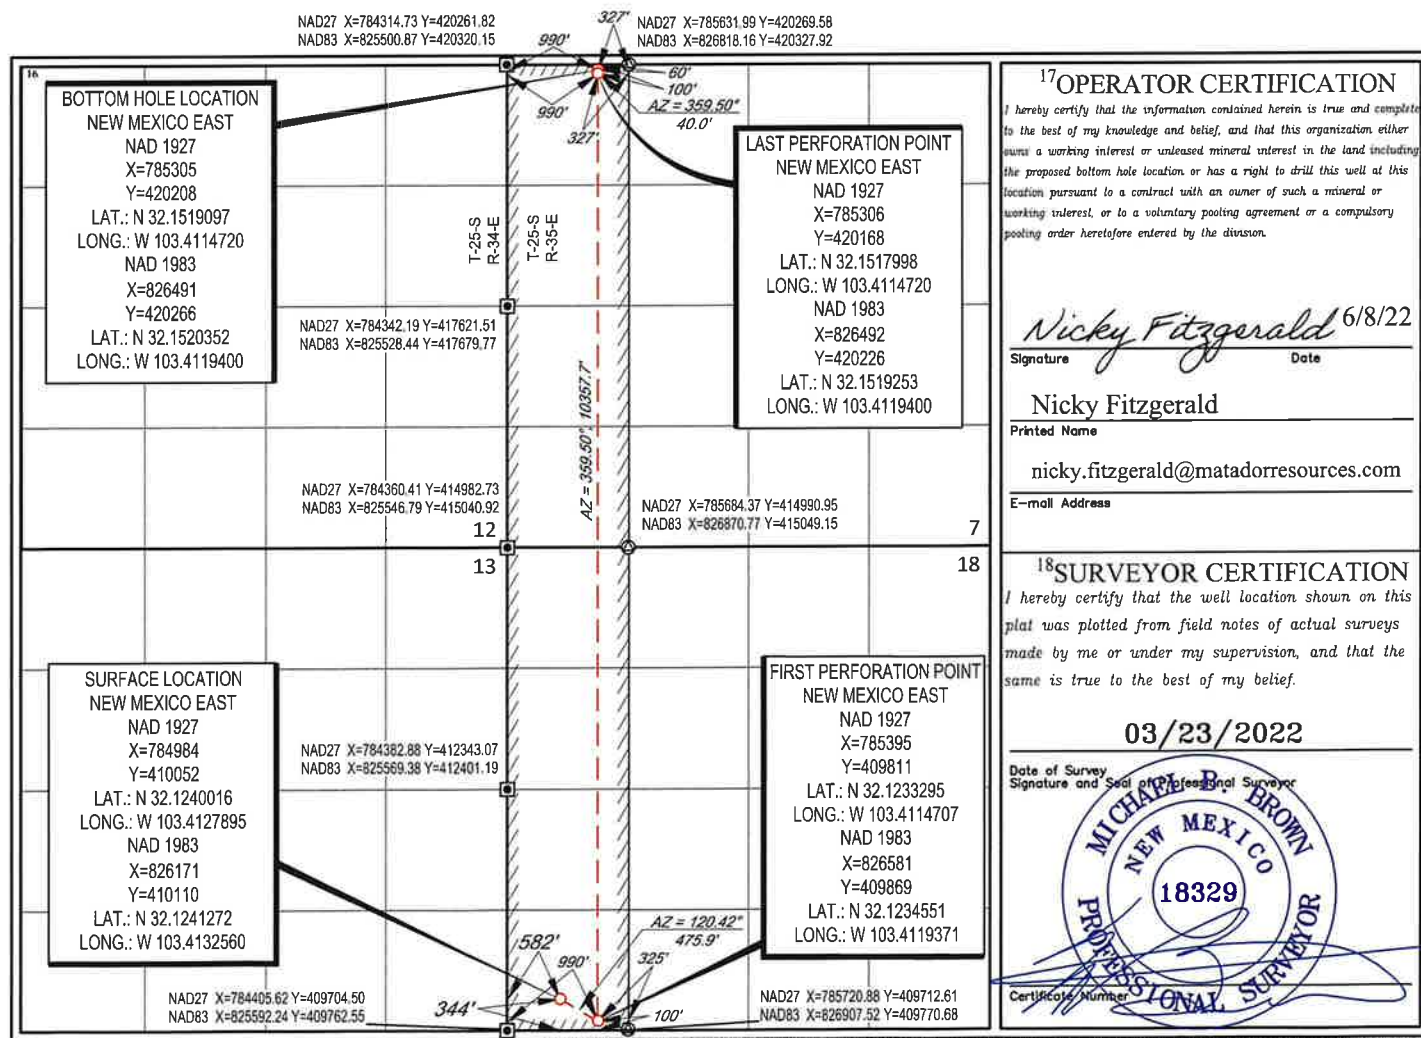 NAD27 X=784314.73 Y=420261.82
NAD83 X=825500.87 Y=420320.15
327'
NAD27 X=785631.99 Y=420269.58
NAD83 X=826818.16 Y=420327.92
990'
16
60'
100'
AZ = 359.50°
40.0'
990'
327'
BOTTOM HOLE LOCATION
NEW MEXICO EAST
NAD 1927
X=785305
Y=420208
LAT.: N 32.1519097
LONG.: W 103.4114720
NAD 1983
X=826491
Y=420266
LAT.: N 32.1520352
LONG.: W 103.4119400
T-25-S
R-34-E
T-25-S
R-35-E
LAST PERFORATION POINT
NEW MEXICO EAST
NAD 1927
X=785306
Y=420168
LAT.: N 32.1517998
LONG.: W 103.4114720
NAD 1983
X=826492
Y=420226
LAT.: N 32.1519253
LONG.: W 103.4119400
NAD27 X=784342.19 Y=417621.51
NAD83 X=825528.44 Y=417679.77
AZ = 359.50°, 10357.7'
NAD27 X=784360.41 Y=414982.73
NAD83 X=825546.79 Y=415040.92
NAD27 X=785684.37 Y=414990.95
NAD83 X=826870.77 Y=415049.15
12
7
13
18
SURFACE LOCATION
NEW MEXICO EAST
NAD 1927
X=784984
Y=410052
LAT.: N 32.1240016
LONG.: W 103.4127895
NAD 1983
X=826171
Y=410110
LAT.: N 32.1241272
LONG.: W 103.4132560
NAD27 X=784382.88 Y=412343.07
NAD83 X=825569.38 Y=412401.19
FIRST PERFORATION POINT
NEW MEXICO EAST
NAD 1927
X=785395
Y=409811
LAT.: N 32.1233295
LONG.: W 103.4114707
NAD 1983
X=826581
Y=409869
LAT.: N 32.1234551
LONG.: W 103.4119371
AZ = 120.42°
475.9'
582'
990'
325'
344'
100'
NAD27 X=784405.62 Y=409704.50
NAD83 X=825592.24 Y=409762.55
NAD27 X=785720.88 Y=409712.61
NAD83 X=826907.52 Y=409770.68
17OPERATOR CERTIFICATION
I hereby certify that the information contained herein is true and complete
to the best of my knowledge and belief, and that this organization either
owns a working interest or unleased mineral interest in the land including
the proposed bottom hole location or has a right to drill this well at this
location pursuant to a contract with an owner of such a mineral or
working interest, or to a voluntary pooling agreement or a compulsory
pooling order heretofore entered by the division.
Nicky Fitzgerald 6/8/22
Signature Date
Nicky Fitzgerald
Printed Name
nicky.fitzgerald@matadorresources.com
E-mail Address
18SURVEYOR CERTIFICATION
I hereby certify that the well location shown on this
plat was plotted from field notes of actual surveys
made by me or under my supervision, and that the
same is true to the best of my belief.
03/23/2022
Date of Survey
Signature and Seal of Professional Surveyor
MICHAEL B. BROWN
NEW MEXICO
18329
PROFESSIONAL SURVEYOR
Certificate Number